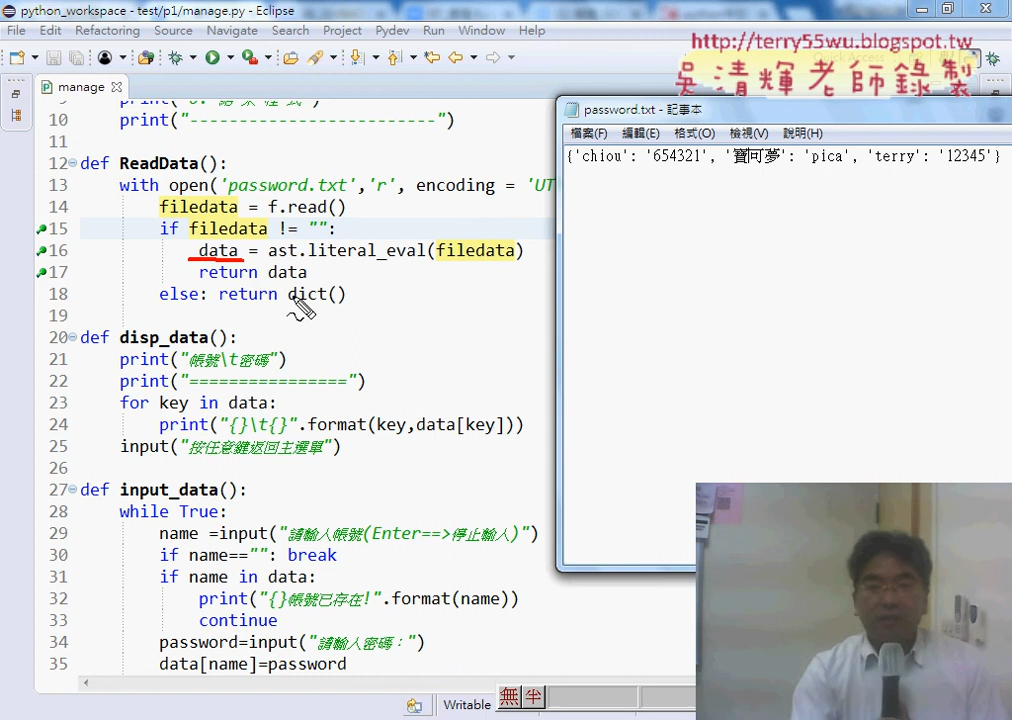 python_workspace - test/p1/manage.py - Eclipse
File Edit Refactoring Source Navigate Search Project Pydev Run Window Help
http://terry55wu.blogspot.tw
吳清輝老師錄製
manage
10 print("-------------------------")
11
12 def ReadData():
13 with open('password.txt','r', encoding = 'UT
14 filedata = f.read()
15 if filedata != "":
16 data = ast.literal_eval(filedata)
17 return data
18 else: return dict()
19
20 def disp_data():
21 print("帳號\t密碼")
22 print("================")
23 for key in data:
24 print("{}\t{}".format(key,data[key]))
25 input("按任意鍵返回主選單")
26
27 def input_data():
28 while True:
29 name =input("請輸入帳號(Enter==>停止輸入)")
30 if name=="": break
31 if name in data:
32 print("{}帳號已存在!".format(name))
33 continue
34 password=input("請輸入密碼：")
35 data[name]=password
password.txt - 記事本
檔案(F) 編輯(E) 格式(O) 檢視(V) 說明(H)
{'chiou': '654321', '寶可夢': 'pica', 'terry': '12345'}
Writable
無 半